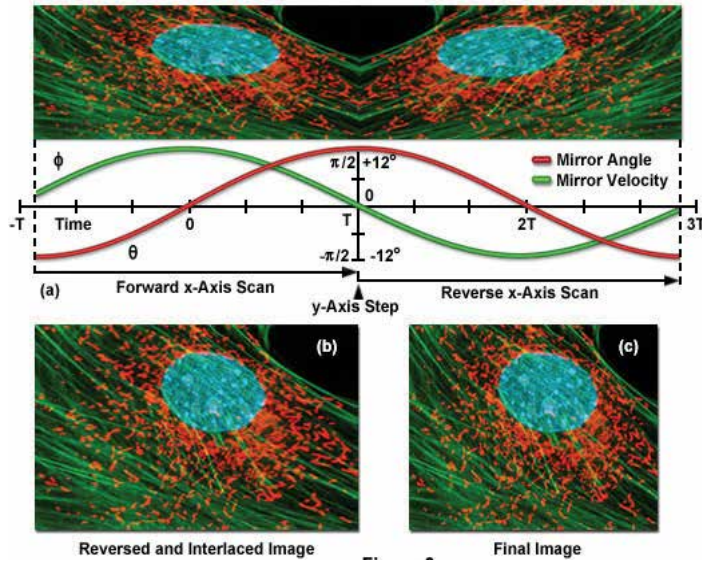 ϕ
π/2 +12°
Mirror Angle
Mirror Velocity
0
-T Time 0 T 2T 3T
θ
-π/2 -12°
(a) Forward x-Axis Scan Reverse x-Axis Scan
y-Axis Step
(b) (c)
Reversed and Interlaced Image Final Image